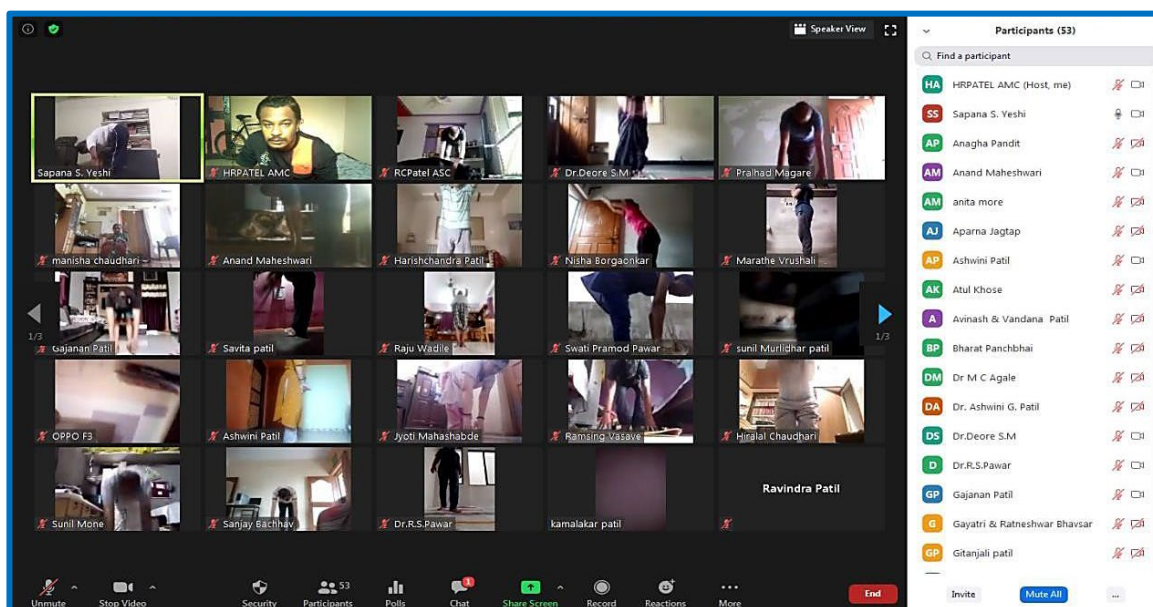 Speaker View
Sapana S. Yeshi
HRPATEL AMC
RCPatel ASC
Dr.Deore S.M
Pralhad Magare
manisha chaudhari
Anand Maheshwari
Harishchandra Patil
Nisha Borgaonkar
Marathe Vrushali
1/3
1/3
Gajanan Patil
Savita patil
Raju Wadile
Swati Pramod Pawar
sunil Murlidhar patil
OPPO F3
Ashwini Patil
Jyoti Mahashabde
Ramsing Vasave
Hiralal Chaudhari
Sunil Mone
Sanjay Bachhav
Dr.R.S.Pawar
kamalakar patil
Ravindra Patil
Unmute
Stop Video
Security
53
Participants
Polls
1
Chat
Share Screen
Record
Reactions
More
End
Participants (53)
Find a participant
HA HRPATEL AMC (Host, me)
SS Sapana S. Yeshi
AP Anagha Pandit
AM Anand Maheshwari
AM anita more
AJ Aparna Jagtap
AP Ashwini Patil
AK Atul Khose
A Avinash & Vandana Patil
BP Bharat Panchbhai
DM Dr M C Agale
DA Dr. Ashwini G. Patil
DS Dr.Deore S.M
D Dr.R.S.Pawar
GP Gajanan Patil
G Gayatri & Ratneshwar Bhavsar
GP Gitanjali patil
Invite
Mute All
...